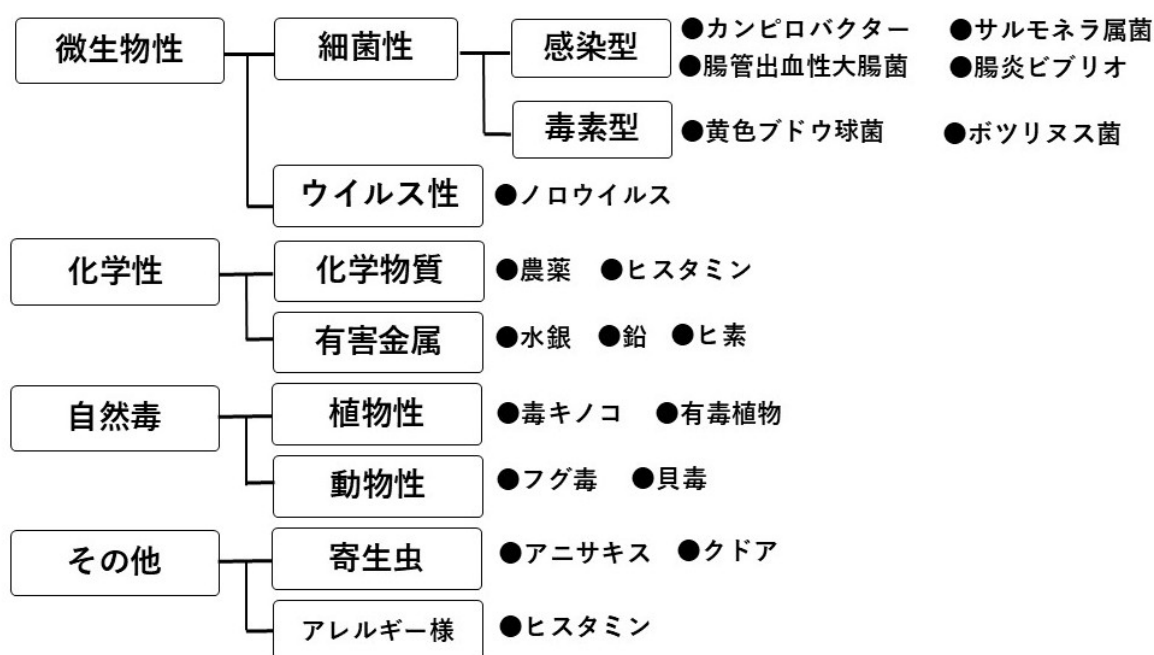 微生物性 細菌性 感染型 ●カンピロバクター ●サルモネラ属菌
●腸管出血性大腸菌 ●腸炎ビブリオ
毒素型 ●黄色ブドウ球菌 ●ボツリヌス菌
ウイルス性 ●ノロウイルス
化学性 化学物質 ●農薬 ●ヒスタミン
有害金属 ●水銀 ●鉛 ●ヒ素
自然毒 植物性 ●毒キノコ ●有毒植物
動物性 ●フグ毒 ●貝毒
その他 寄生虫 ●アニサキス ●クドア
アレルギー様 ●ヒスタミン